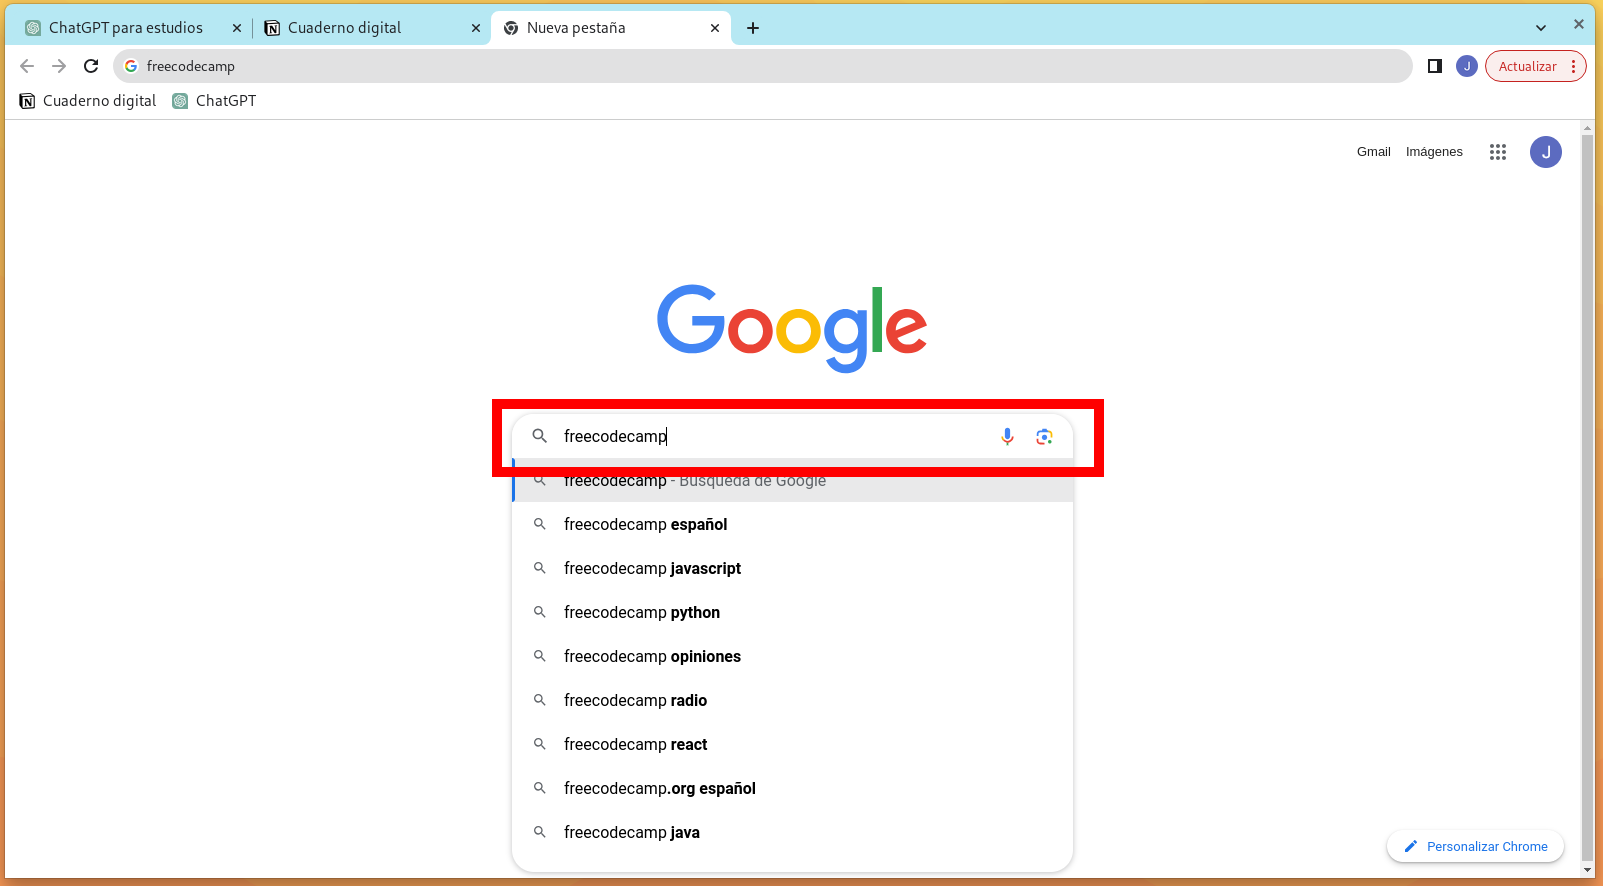 ChatGPT para estudios
Cuaderno digital
Nueva pestaña
freecodecamp
J
Actualizar
Cuaderno digital
ChatGPT
Gmail
Imágenes
J
Google
freecodecamp
freecodecamp - Búsqueda de Google
freecodecamp español
freecodecamp javascript
freecodecamp python
freecodecamp opiniones
freecodecamp radio
freecodecamp react
freecodecamp.org español
freecodecamp java
Personalizar Chrome